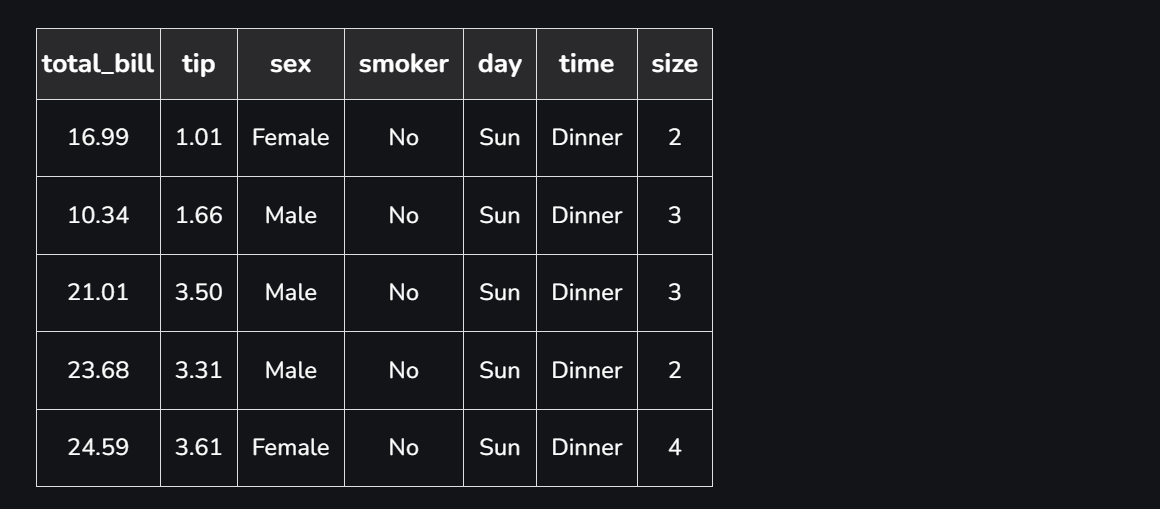 total_bill tip sex smoker day time size
16.99 1.01 Female No Sun Dinner 2
10.34 1.66 Male No Sun Dinner 3
21.01 3.50 Male No Sun Dinner 3
23.68 3.31 Male No Sun Dinner 2
24.59 3.61 Female No Sun Dinner 4